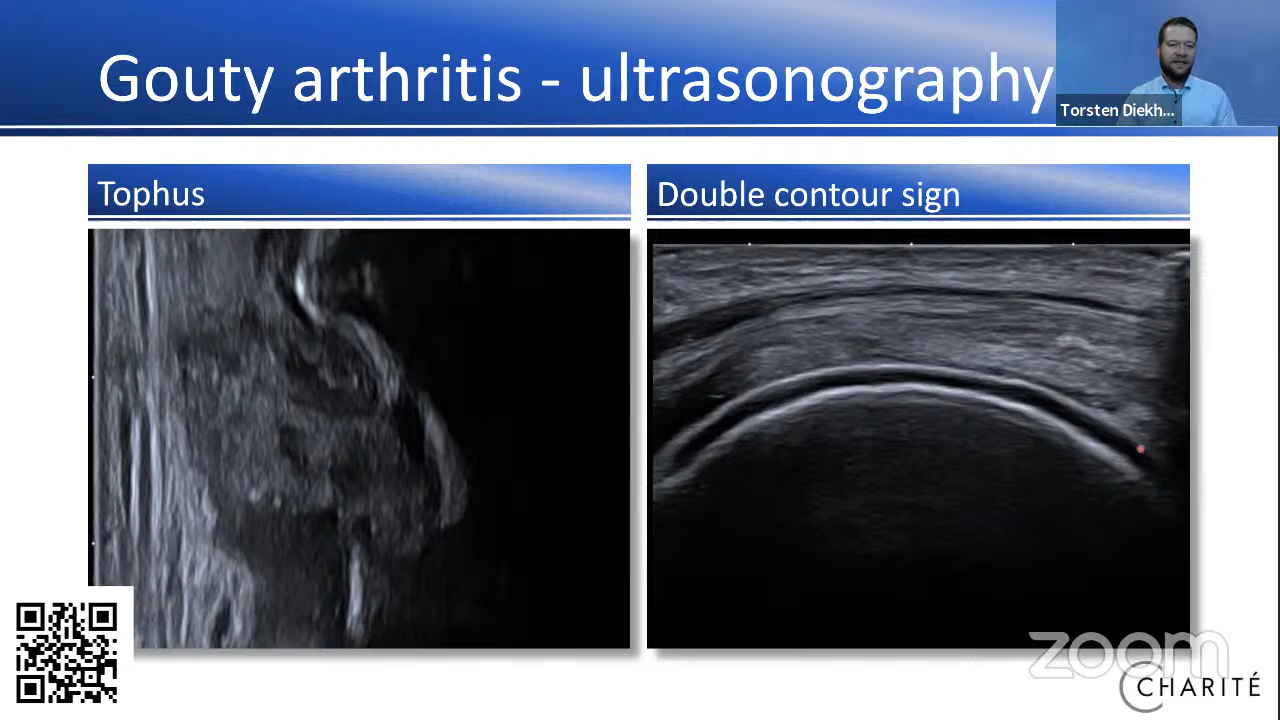 Gouty arthritis - ultrasonography
Torsten Diekh...
Tophus
Double contour sign
zoom
CHARITÉ